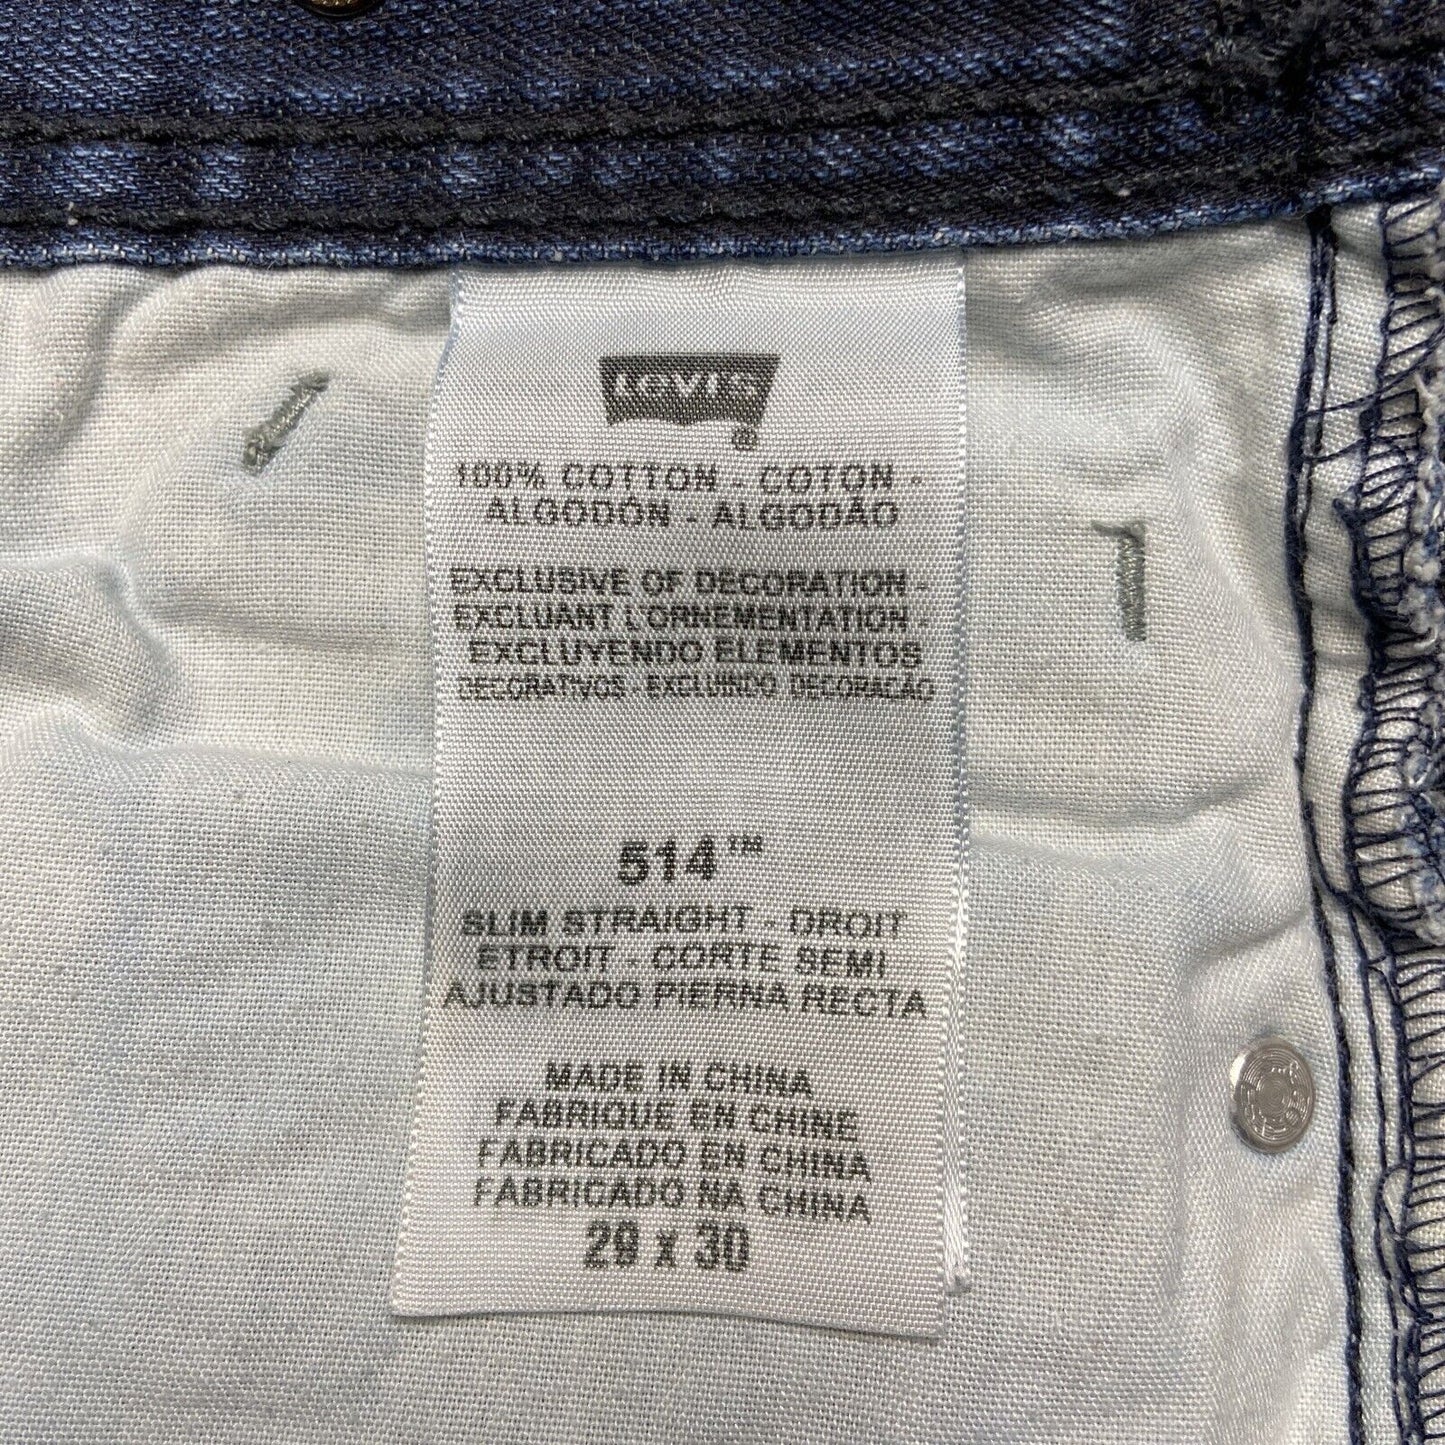 LEVI'S
®
100% COTTON - COTON -
ALGODÓN - ALGODÃO
EXCLUSIVE OF DECORATION -
EXCLUANT L'ORNEMENTATION -
EXCLUYENDO ELEMENTOS
DECORATIVOS - EXCLUINDO DECORAÇÃO
514™
SLIM STRAIGHT - DROIT
ETROIT - CORTE SEMI
AJUSTADO PIERNA RECTA
MADE IN CHINA
FABRIQUE EN CHINE
FABRICADO EN CHINA
FABRICADO NA CHINA
29 x 30